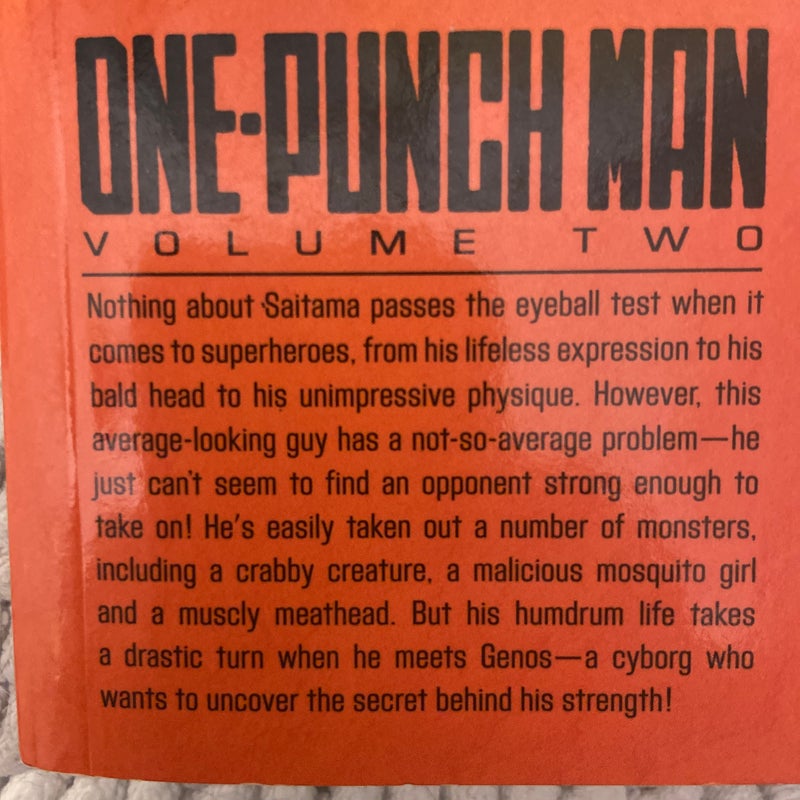 ONE-PUNCH MAN
VOLUME TWO
Nothing about Saitama passes the eyeball test when it
comes to superheroes, from his lifeless expression to his
bald head to his unimpressive physique. However, this
average-looking guy has a not-so-average problem—he
just can't seem to find an opponent strong enough to
take on! He's easily taken out a number of monsters,
including a crabby creature, a malicious mosquito girl
and a muscly meathead. But his humdrum life takes
a drastic turn when he meets Genos—a cyborg who
wants to uncover the secret behind his strength!